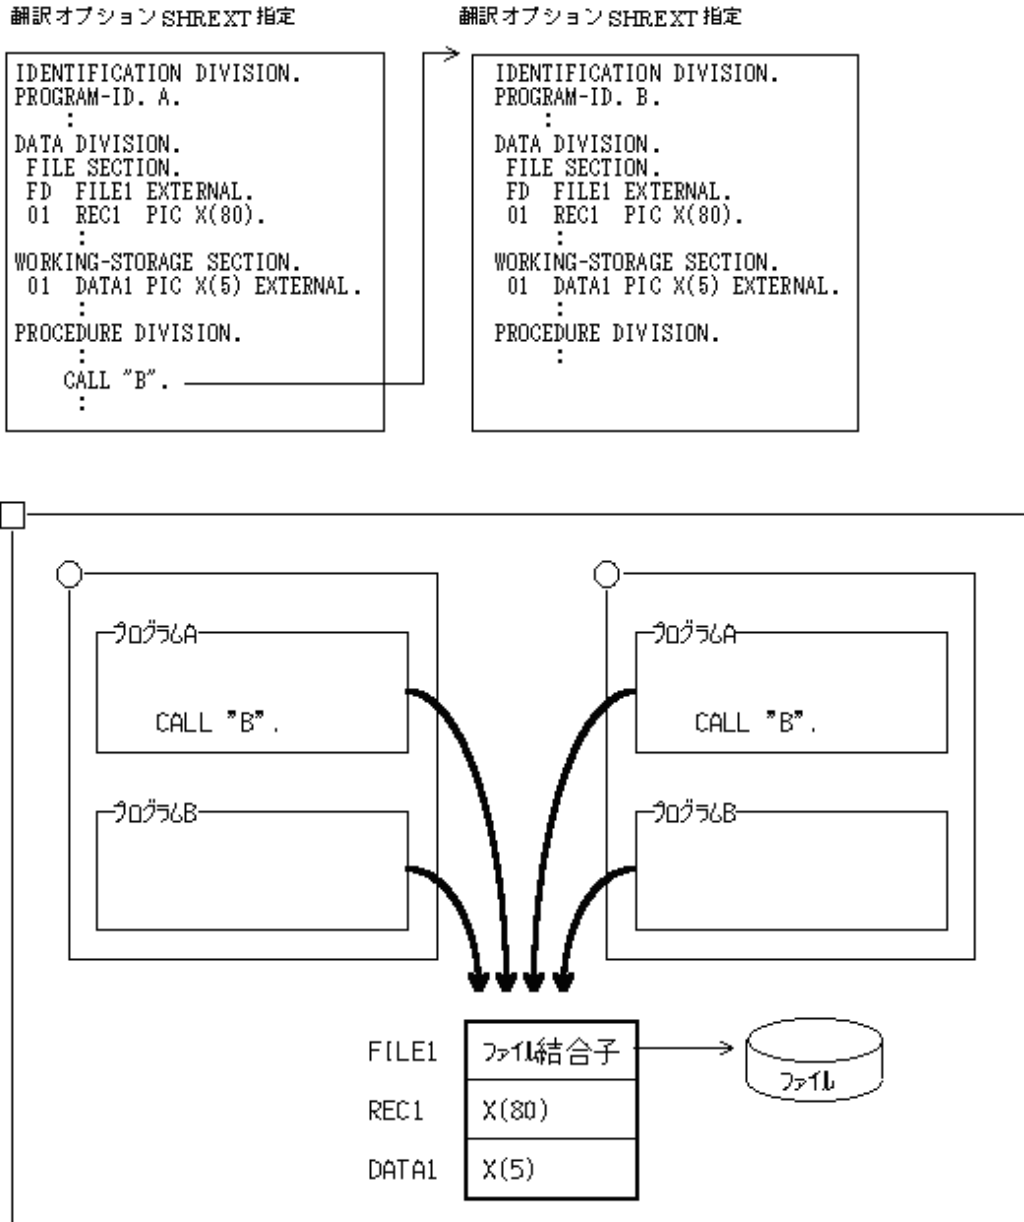 翻訳オプションSHREXT指定
IDENTIFICATION DIVISION.
PROGRAM-ID. A.
:
DATA DIVISION.
FILE SECTION.
FD FILE1 EXTERNAL.
01 REC1 PIC X(80).
:
WORKING-STORAGE SECTION.
01 DATA1 PIC X(5) EXTERNAL.
:
PROCEDURE DIVISION.
:
CALL "B".
:
翻訳オプションSHREXT指定
IDENTIFICATION DIVISION.
PROGRAM-ID. B.
:
DATA DIVISION.
FILE SECTION.
FD FILE1 EXTERNAL.
01 REC1 PIC X(80).
:
WORKING-STORAGE SECTION.
01 DATA1 PIC X(5) EXTERNAL.
:
PROCEDURE DIVISION.
:
プログラムA
CALL "B".
プログラムB
プログラムA
CALL "B".
プログラムB
FILE1 ファイル結合子
ファイル
REC1 X(80)
DATA1 X(5)